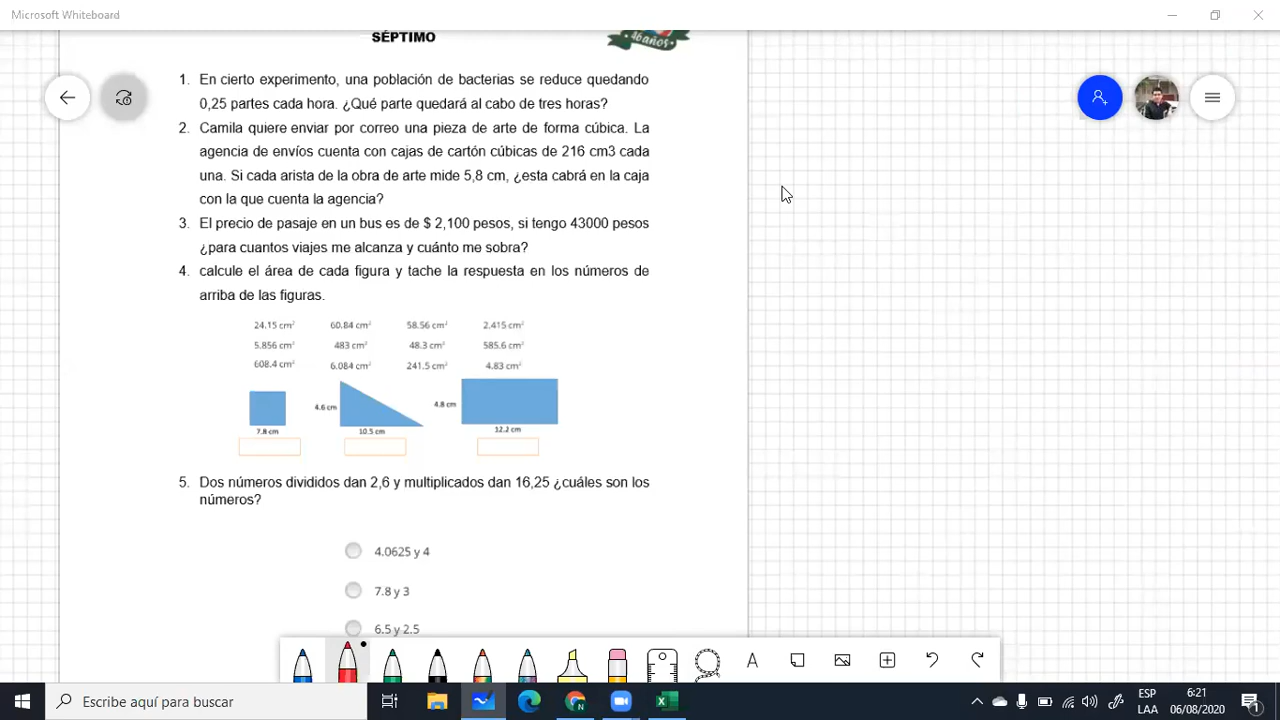 Microsoft Whiteboard
SÉPTIMO
46 años
1. En cierto experimento, una población de bacterias se reduce quedando
0,25 partes cada hora. ¿Qué parte quedará al cabo de tres horas?
2. Camila quiere enviar por correo una pieza de arte de forma cúbica. La
agencia de envíos cuenta con cajas de cartón cúbicas de 216 cm3 cada
una. Si cada arista de la obra de arte mide 5,8 cm, ¿esta cabrá en la caja
con la que cuenta la agencia?
3. El precio de pasaje en un bus es de $ 2,100 pesos, si tengo 43000 pesos
¿para cuantos viajes me alcanza y cuánto me sobra?
4. calcule el área de cada figura y tache la respuesta en los números de
arriba de las figuras.
24.15 cm² 60.84 cm² 58.56 cm² 2.415 cm²
5.856 cm² 483 cm² 48.3 cm² 585.6 cm²
608.4 cm² 6.084 cm² 241.5 cm² 4.83 cm²
4.6 cm 4.8 cm
7.8 cm 10.5 cm 12.2 cm
5. Dos números divididos dan 2,6 y multiplicados dan 16,25 ¿cuáles son los
números?
4.0625 y 4
7.8 y 3
6.5 y 2.5
A
Escribe aquí para buscar
ESP
LAA
6:21
06/08/2020
1